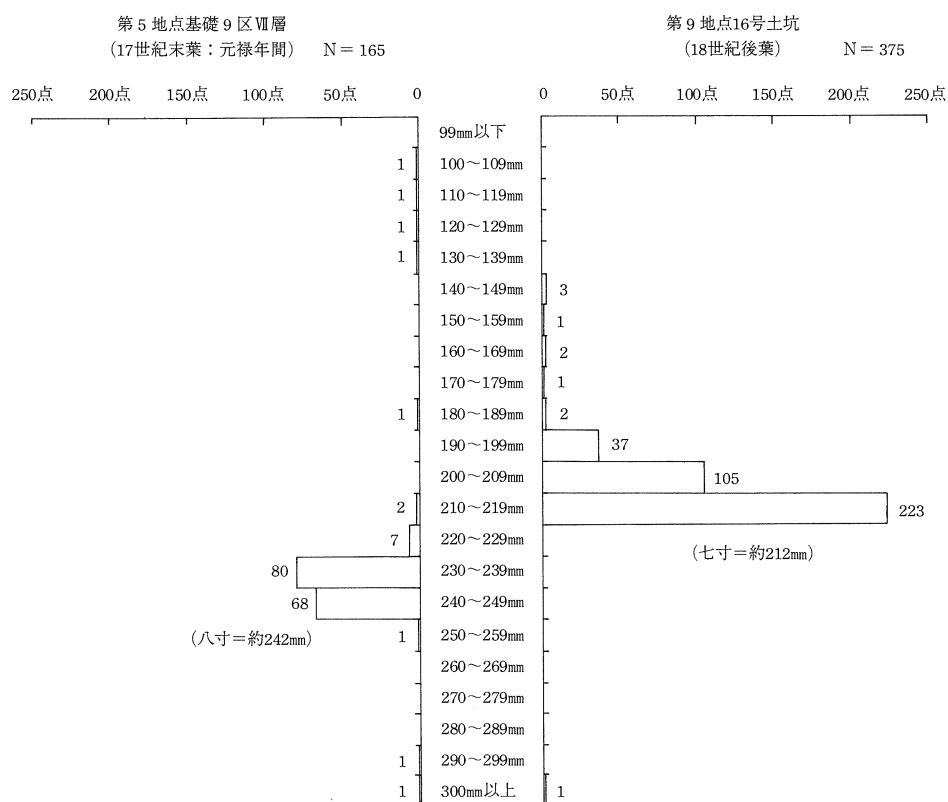 第5地点基礎9区Ⅶ層 第9地点16号土坑
(17世紀末葉:元禄年間) N=165 (18世紀後葉) N=375
250点 200点 150点 100点 50点 0 0 50点 100点 150点 200点 250点
99mm以下
1 100～109mm
1 110～119mm
1 120～129mm
1 130～139mm
140～149mm 3
150～159mm 1
160～169mm 2
170～179mm 1
1 180～189mm 2
190～199mm 37
200～209mm 105
2 210～219mm 223
7 220～229mm
(七寸=約212mm)
80 230～239mm
68 240～249mm
(八寸=約242mm) 1 250～259mm
260～269mm
270～279mm
280～289mm
1 290～299mm
1 300mm以上 1